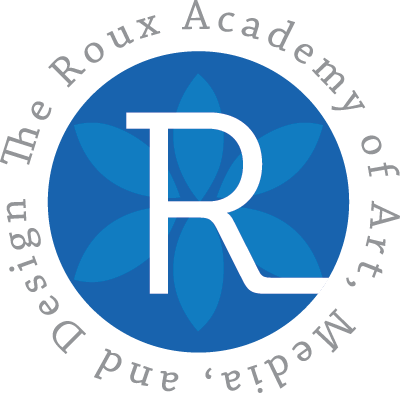 The Roux Academy of Art, Media, and Design
R